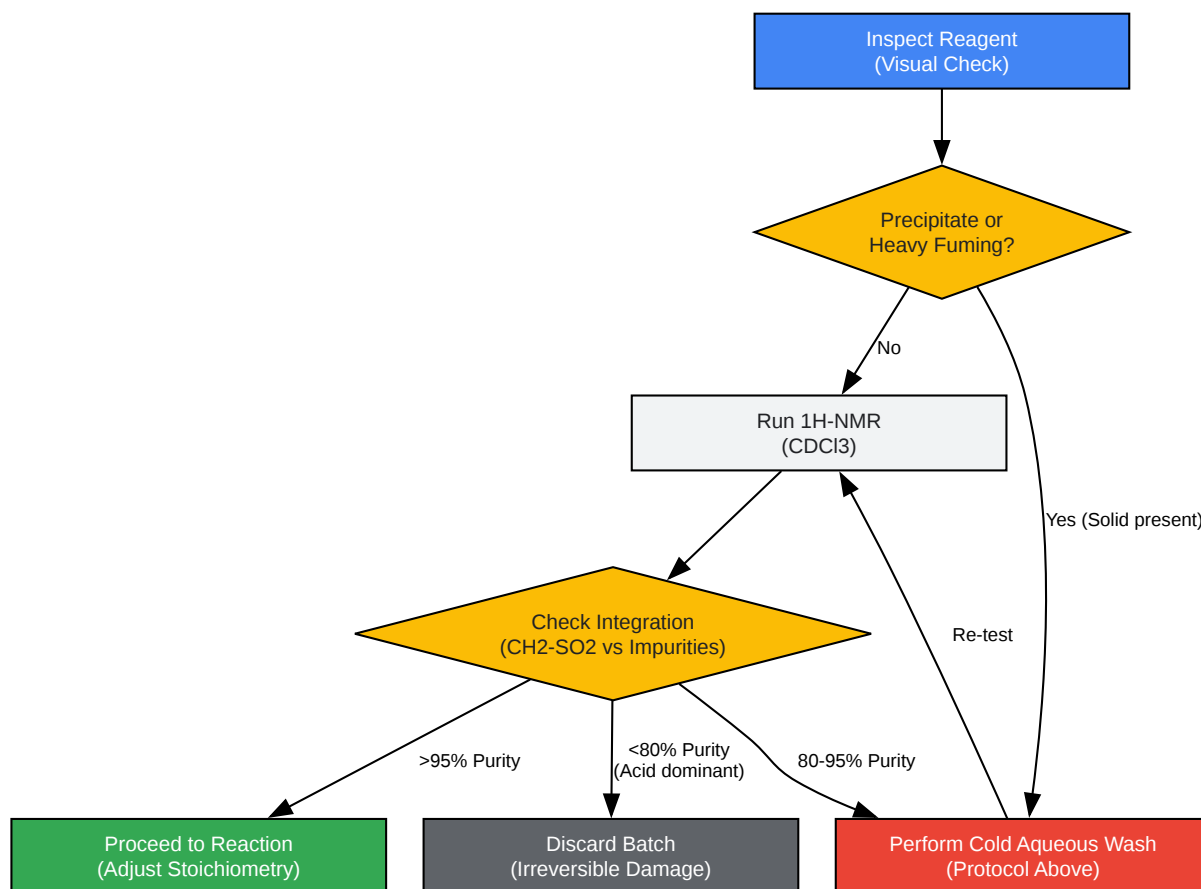 Inspect Reagent
(Visual Check)
Precipitate or
Heavy Fuming?
No
Run 1H-NMR
(CDCl3)
Yes (Solid present)
Check Integration
(CH2-SO2 vs Impurities)
Re-test
>95% Purity
<80% Purity
(Acid dominant)
80-95% Purity
Proceed to Reaction
(Adjust Stoichiometry)
Discard Batch
(Irreversible Damage)
Perform Cold Aqueous Wash
(Protocol Above)